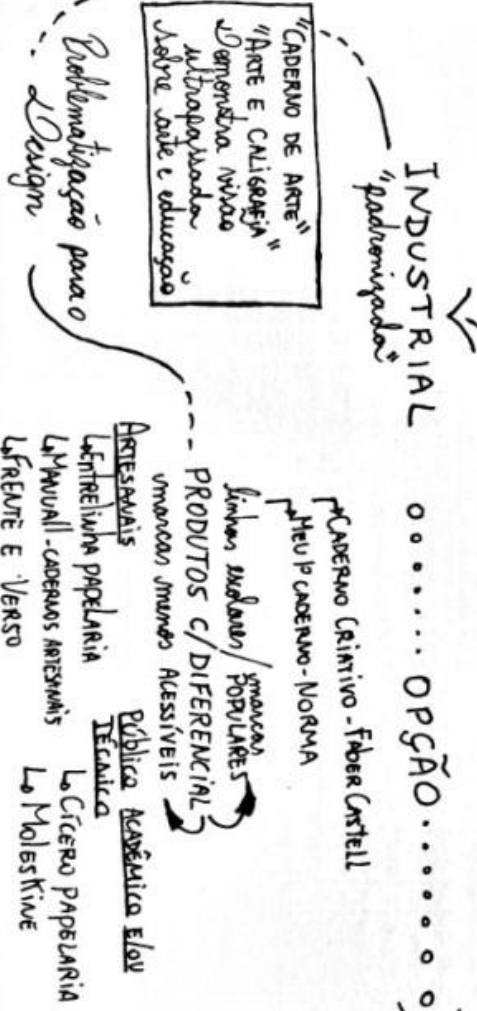 INDUSTRIAL
"padronizada"
o o o . . . . OPÇÃO . . . . o o o o
"CADERNO DE ARTE"
"ARTE E CALIGRAFIA"
Demonstra visão
ultrapassada
sobre arte e educação
CADERNO CRIATIVO - FABER CASTELL
MEU 1º CADERNO - NORMA
linhas escolares / marcas
POPULARES
PRODUTOS C/ DIFERENCIAL
marcas menos ACESSÍVEIS
Problematização para o
Design
ARTESANAIS
ENTRELINHA PAPELARIA
MANUALL - CADERNOS ARTESANAIS
FRENTE E VERSO
PÚBLICO ACADÊMICO E/OU
TÉCNICO
CÍCERO PAPELARIA
MOLESKINE